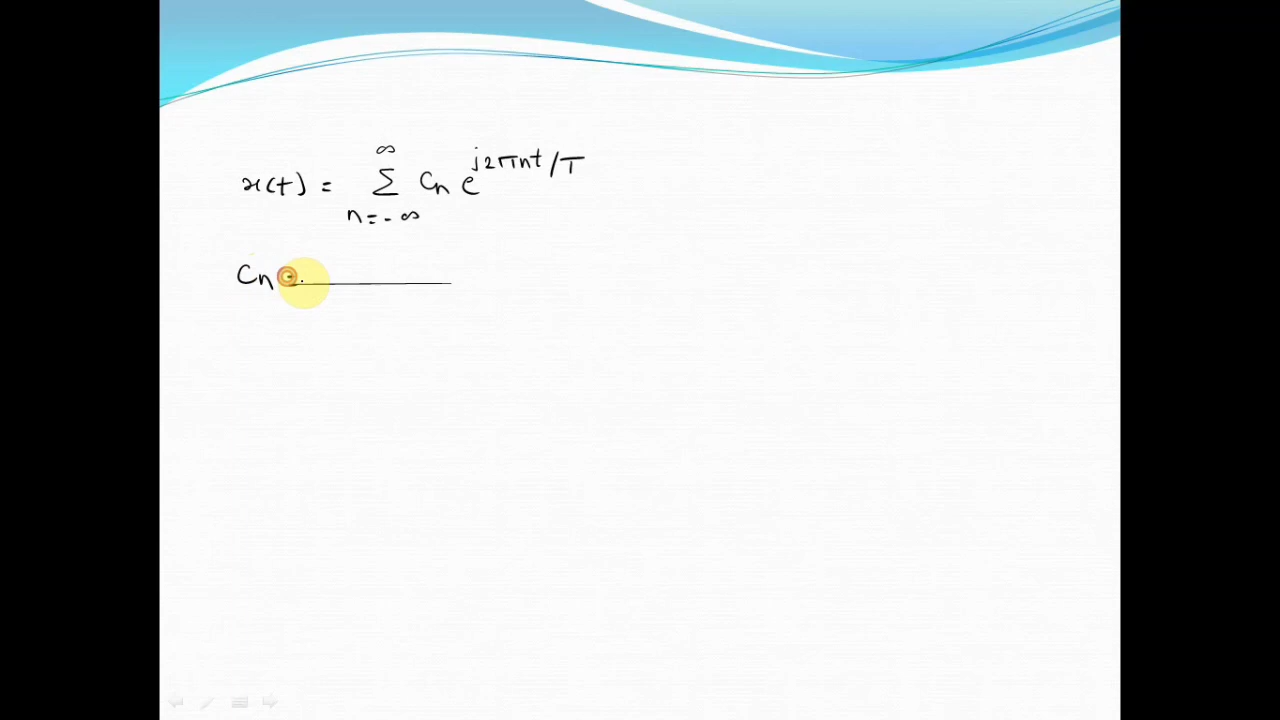 x(t) = ∞ Σ n=-∞ Cn e^j2πnt/T
Cn